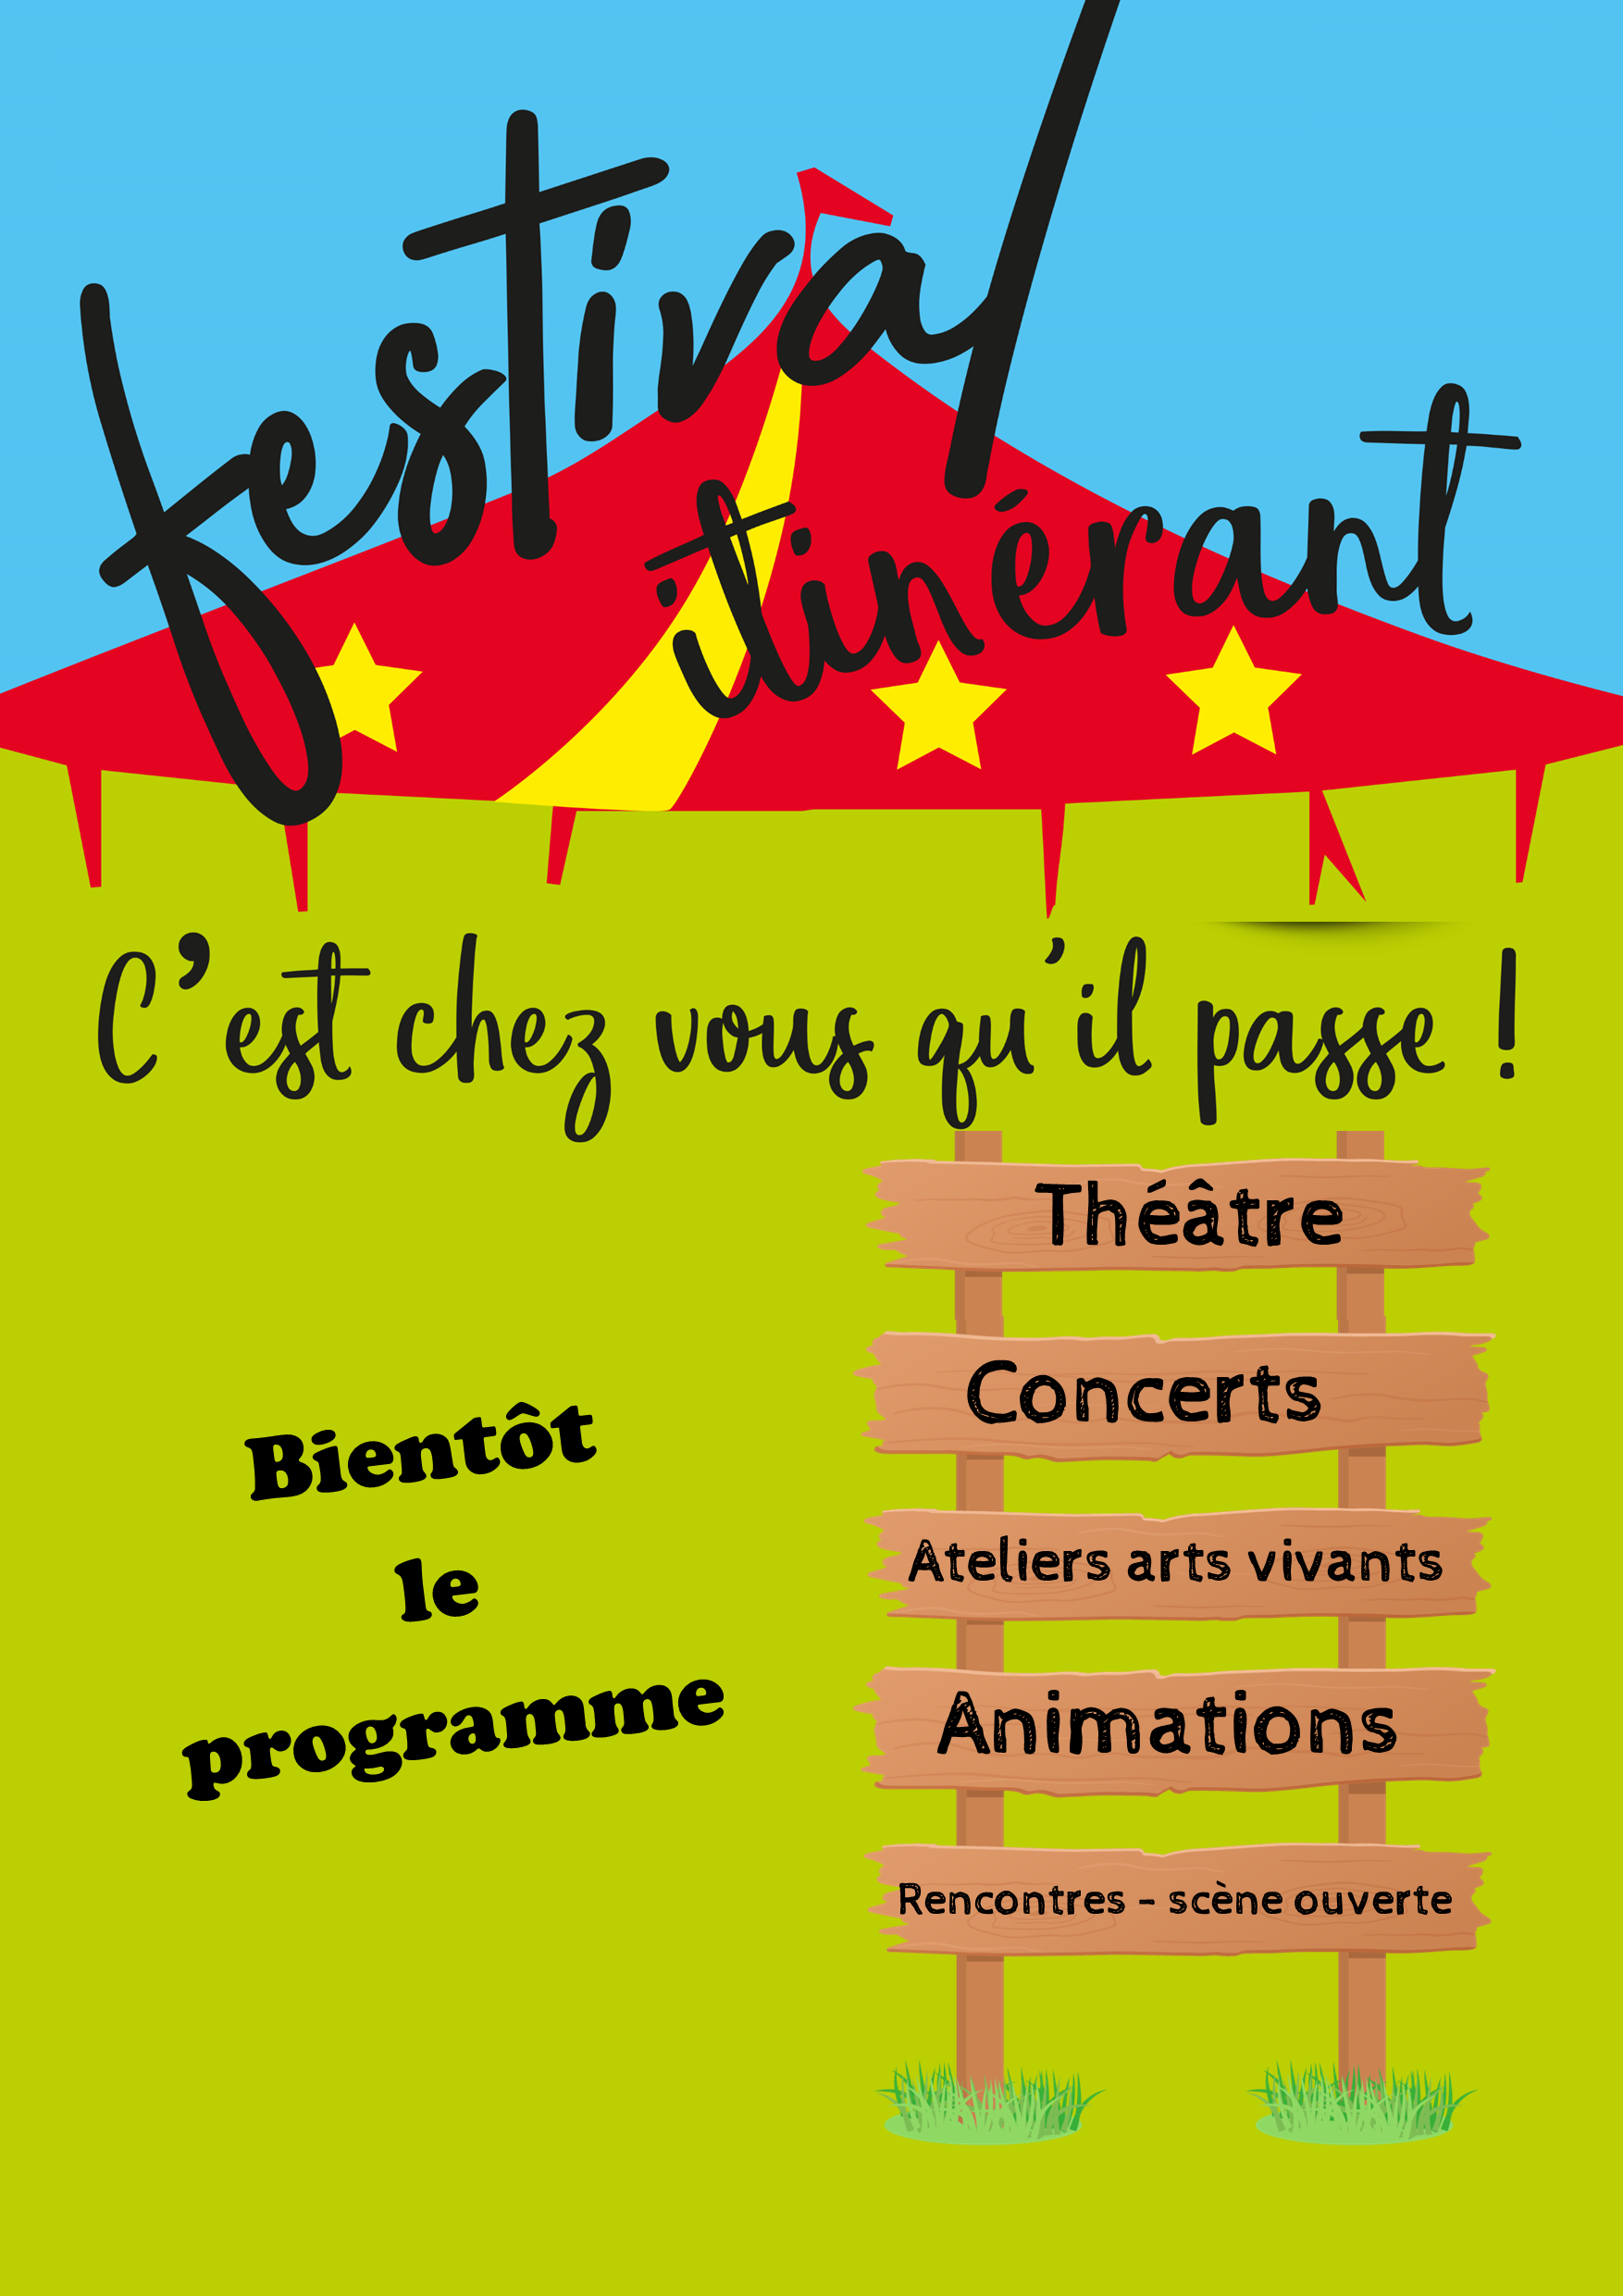 festival
itinérant
C'est chez vous qu'il passe !
Théâtre
Concerts
Ateliers arts vivants
Animations
Rencontres - scène ouverte
Bientôt
le
programme